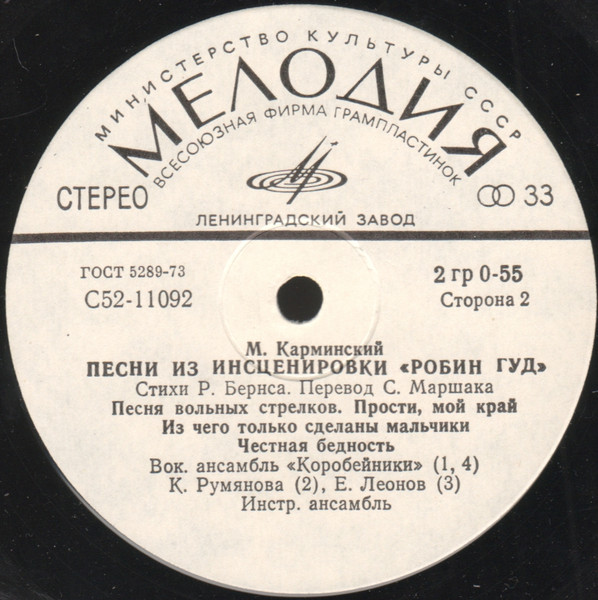 МИНИСТЕРСТВО КУЛЬТУРЫ СССР
МЕЛОДИЯ
ВСЕСОЮЗНАЯ ФИРМА ГРАМПЛАСТИНОК
СТЕРЕО
33
ЛЕНИНГРАДСКИЙ ЗАВОД
ГОСТ 5289-73
2 гр 0-55
С52-11092
Сторона 2
М. Карминский
ПЕСНИ ИЗ ИНСЦЕНИРОВКИ «РОБИН ГУД»
Стихи Р. Бернса. Перевод С. Маршака
Песня вольных стрелков. Прости, мой край
Из чего только сделаны мальчики
Честная бедность
Вок. ансамбль «Коробейники» (1, 4)
К. Румянова (2), Е. Леонов (3)
Инстр. ансамбль